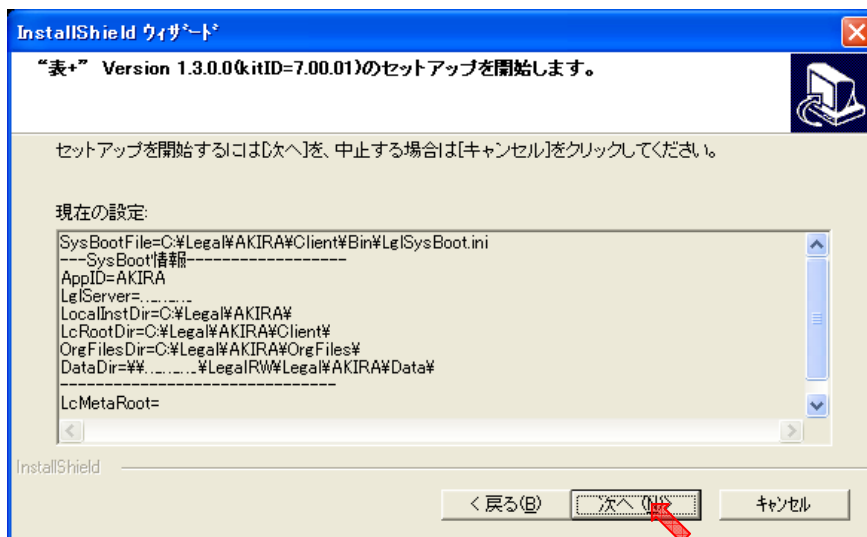 InstallShield ウィザード
“表+” Version 1.3.0.0(kitID=7.00.01)のセットアップを開始します。
セットアップを開始するには[次へ]を、中止する場合は[キャンセル]をクリックしてください。
現在の設定:
SysBootFile=C:¥Legal¥AKIRA¥Client¥Bin¥LglSysBoot.ini
---SysBoot情報------------------
AppID=AKIRA
LglServer=
LocalInstDir=C:¥Legal¥AKIRA¥
LcRootDir=C:¥Legal¥AKIRA¥Client¥
OrgFilesDir=C:¥Legal¥AKIRA¥OrgFiles¥
DataDir=¥¥ ¥LegalRW¥Legal¥AKIRA¥Data¥
-------------------------------
LcMetaRoot=
InstallShield
< 戻る(B)
次へ (N)>
キャンセル